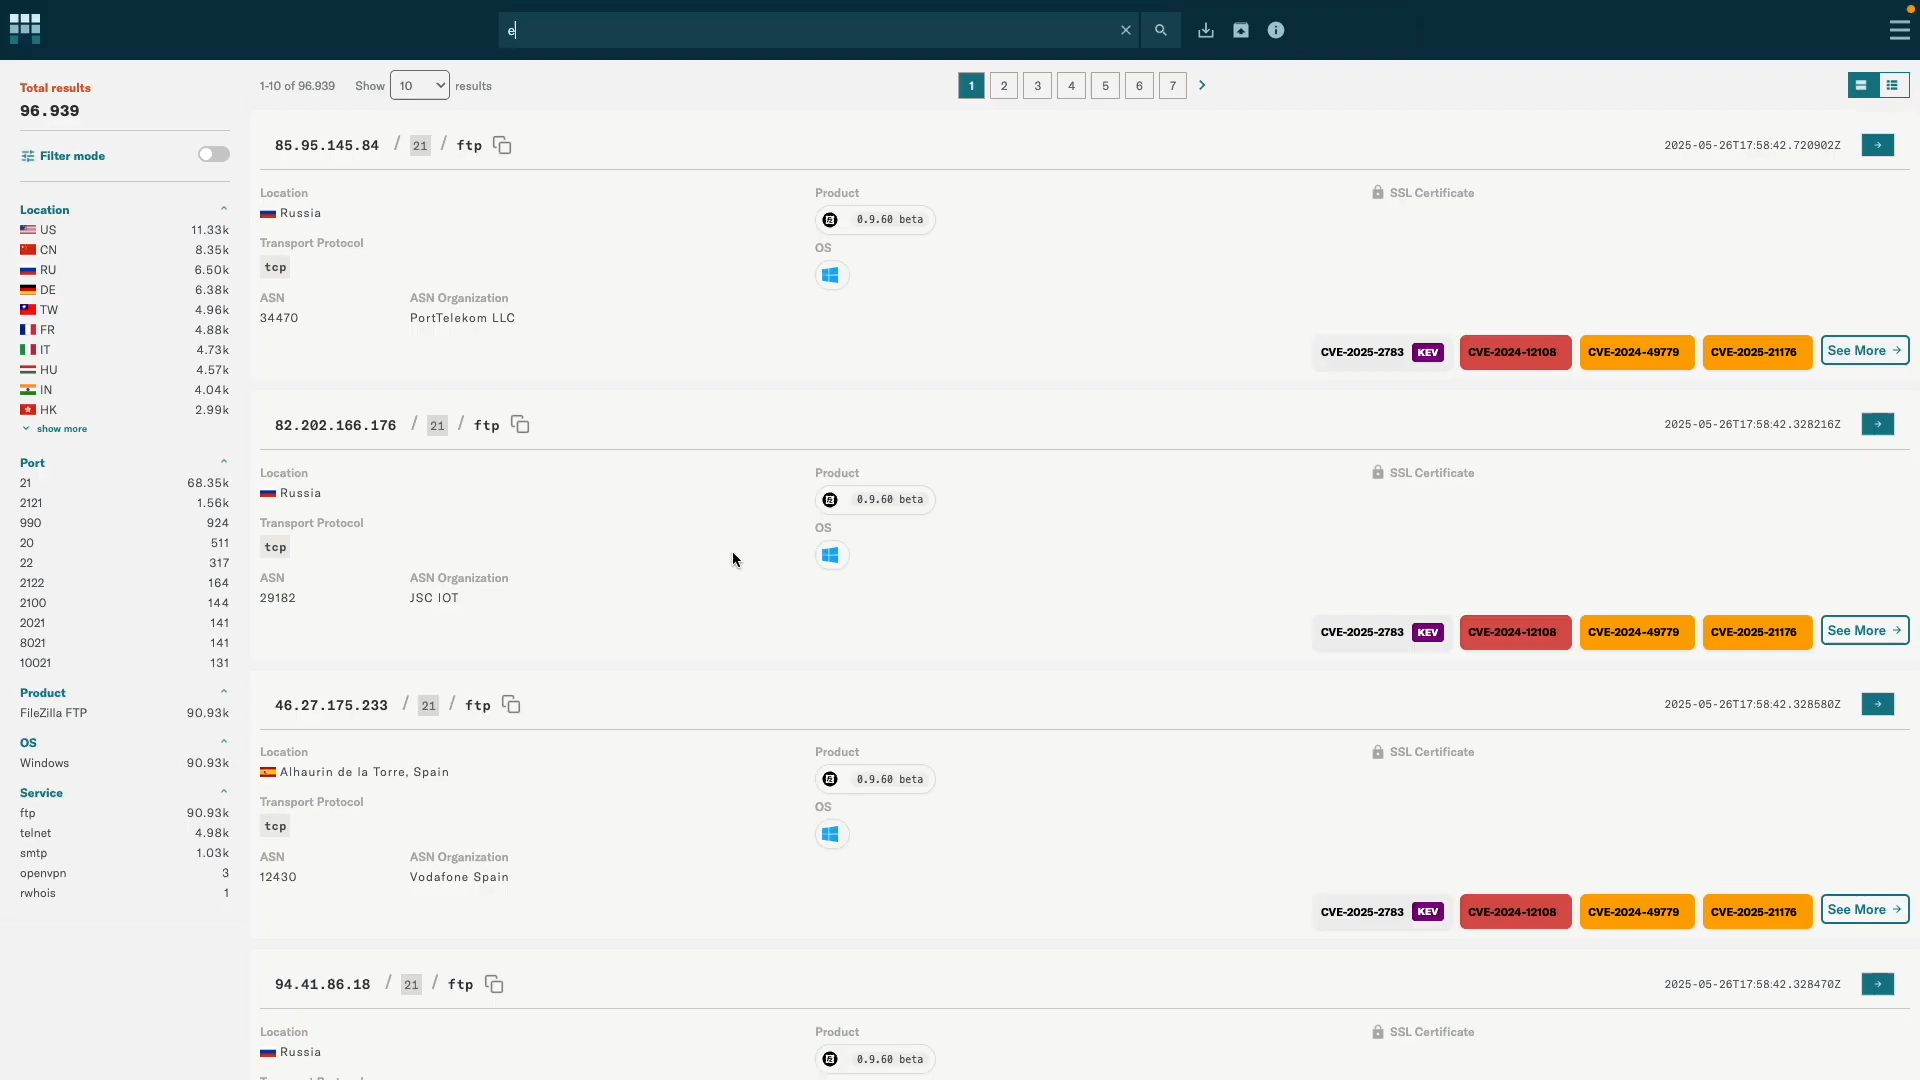 e
Total results
96.939
Filter mode
Location
US 11.33k
CN 8.35k
RU 6.50k
DE 6.38k
TW 4.96k
FR 4.88k
IT 4.73k
HU 4.57k
IN 4.04k
HK 2.99k
show more
Port
21 68.35k
2121 1.56k
990 924
20 511
22 317
2122 164
2100 144
2021 141
8021 141
10021 131
Product
FileZilla FTP 90.93k
OS
Windows 90.93k
Service
ftp 90.93k
telnet 4.98k
smtp 1.03k
openvpn 3
rwhois 1
1-10 of 96.939 Show 10 results 1 2 3 4 5 6 7
85.95.145.84 / 21 / ftp 2025-05-26T17:58:42.720902Z
Location Product SSL Certificate
Russia 0.9.60 beta
Transport Protocol OS
tcp
ASN ASN Organization
34470 PortTelekom LLC
CVE-2025-2783 KEV CVE-2024-12108 CVE-2024-49779 CVE-2025-21176 See More
82.202.166.176 / 21 / ftp 2025-05-26T17:58:42.328216Z
Location Product SSL Certificate
Russia 0.9.60 beta
Transport Protocol OS
tcp
ASN ASN Organization
29182 JSC IOT
CVE-2025-2783 KEV CVE-2024-12108 CVE-2024-49779 CVE-2025-21176 See More
46.27.175.233 / 21 / ftp 2025-05-26T17:58:42.328580Z
Location Product SSL Certificate
Alhaurin de la Torre, Spain 0.9.60 beta
Transport Protocol OS
tcp
ASN ASN Organization
12430 Vodafone Spain
CVE-2025-2783 KEV CVE-2024-12108 CVE-2024-49779 CVE-2025-21176 See More
94.41.86.18 / 21 / ftp 2025-05-26T17:58:42.328470Z
Location Product SSL Certificate
Russia 0.9.60 beta